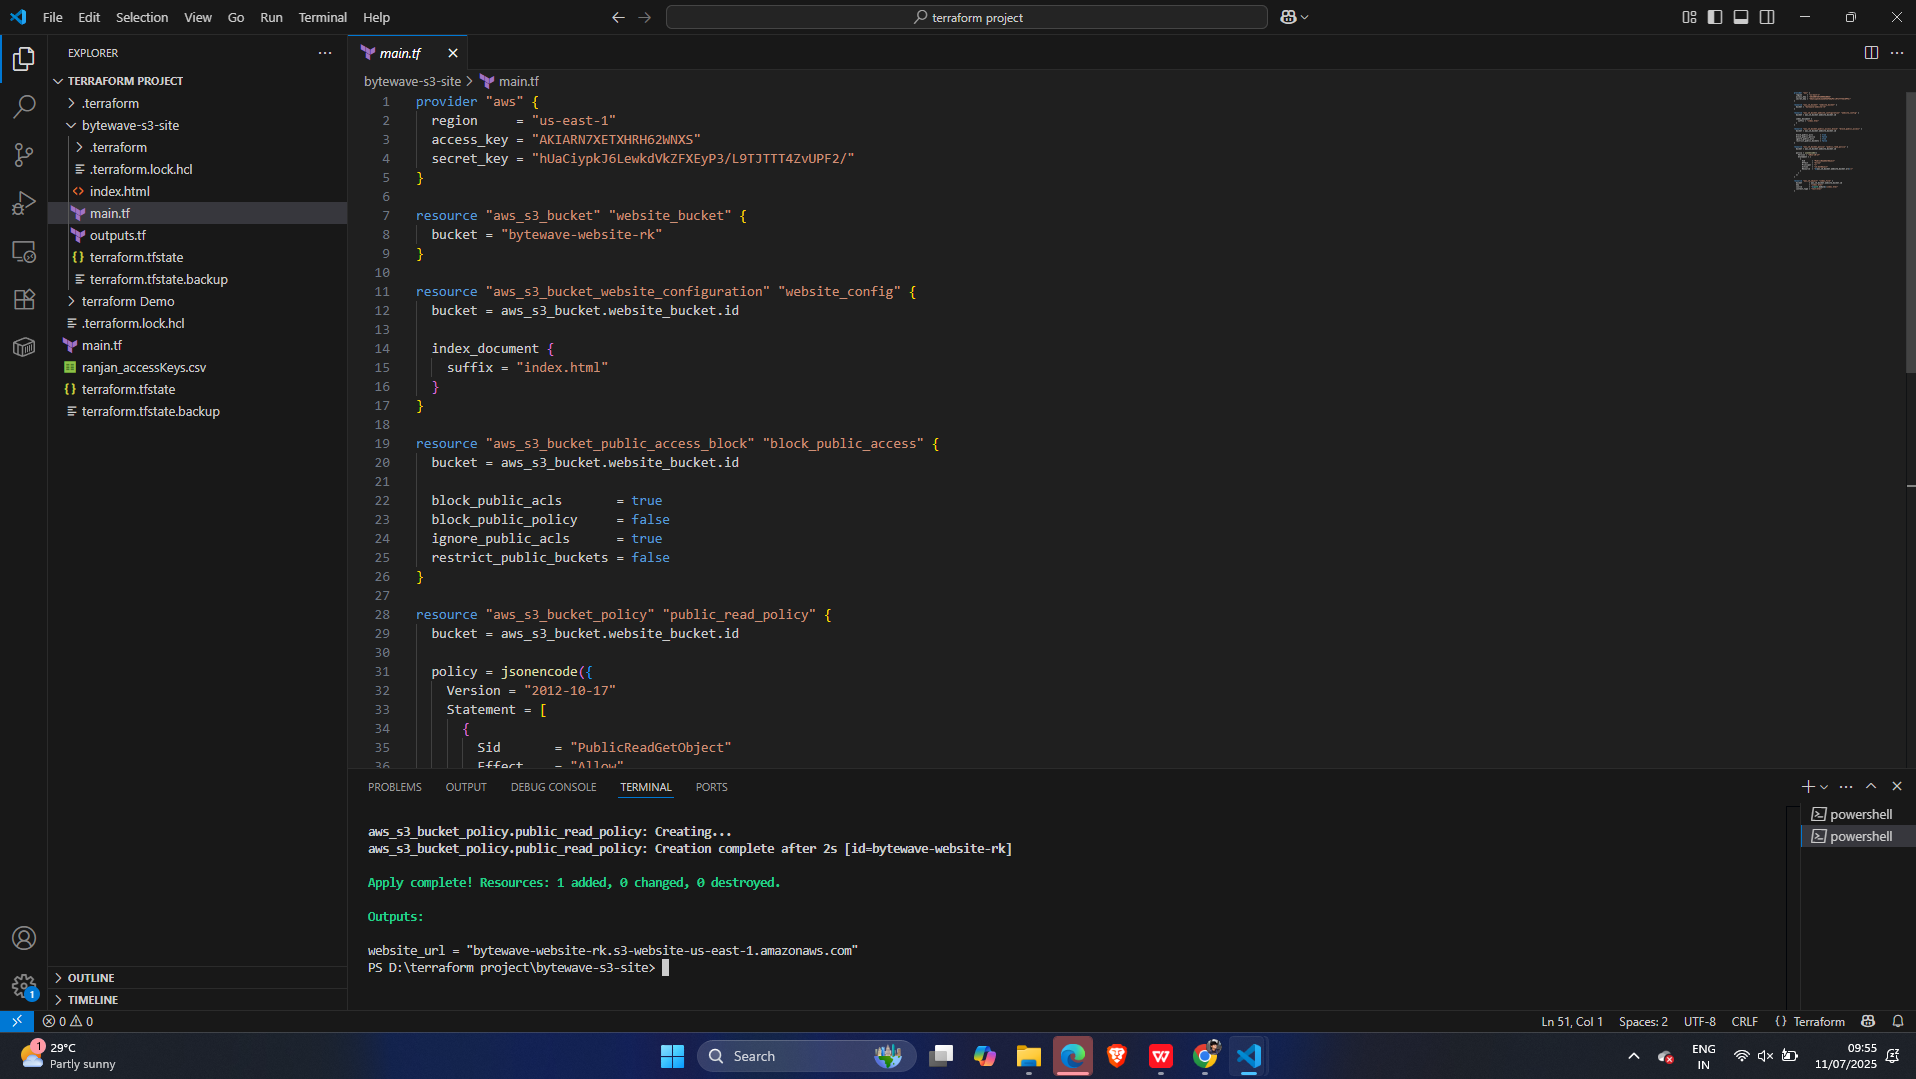 File Edit Selection View Go Run Terminal Help
terraform project
EXPLORER
TERRAFORM PROJECT
.terraform
bytewave-s3-site
.terraform
.terraform.lock.hcl
index.html
main.tf
outputs.tf
terraform.tfstate
terraform.tfstate.backup
terraform Demo
.terraform.lock.hcl
main.tf
ranjan_accessKeys.csv
terraform.tfstate
terraform.tfstate.backup
OUTLINE
TIMELINE
main.tf
bytewave-s3-site > main.tf
1 provider "aws" {
2 region = "us-east-1"
3 access_key = "AKIARN7XETXHRH62WNXS"
4 secret_key = "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"
5 }
6
7 resource "aws_s3_bucket" "website_bucket" {
8 bucket = "bytewave-website-rk"
9 }
10
11 resource "aws_s3_bucket_website_configuration" "website_config" {
12 bucket = aws_s3_bucket.website_bucket.id
13
14 index_document {
15 suffix = "index.html"
16 }
17 }
18
19 resource "aws_s3_bucket_public_access_block" "block_public_access" {
20 bucket = aws_s3_bucket.website_bucket.id
21
22 block_public_acls = true
23 block_public_policy = false
24 ignore_public_acls = true
25 restrict_public_buckets = false
26 }
27
28 resource "aws_s3_bucket_policy" "public_read_policy" {
29 bucket = aws_s3_bucket.website_bucket.id
30
31 policy = jsonencode({
32 Version = "2012-10-17"
33 Statement = [
34 {
35 Sid = "PublicReadGetObject"
36 Effect = "Allow"
PROBLEMS OUTPUT DEBUG CONSOLE TERMINAL PORTS
powershell
powershell
aws_s3_bucket_policy.public_read_policy: Creating...
aws_s3_bucket_policy.public_read_policy: Creation complete after 2s [id=bytewave-website-rk]
Apply complete! Resources: 1 added, 0 changed, 0 destroyed.
Outputs:
website_url = "bytewave-website-rk.s3-website-us-east-1.amazonaws.com"
PS D:\terraform project\bytewave-s3-site>
1
0 0
Ln 51, Col 1 Spaces: 2 UTF-8 CRLF {} Terraform
1
29°C
Partly sunny
Search
ENG
IN
09:55
11/07/2025